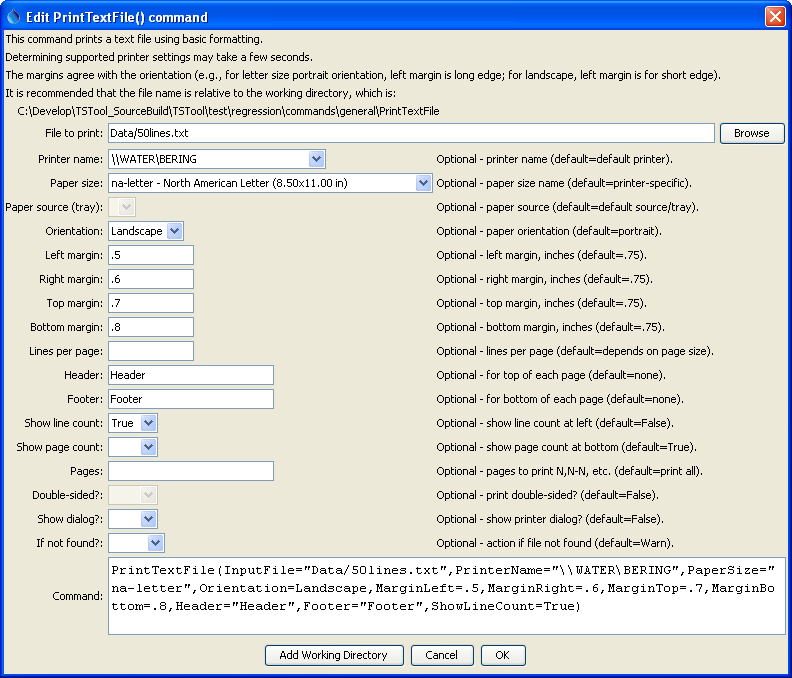 Edit PrintTextFile() command
This command prints a text file using basic formatting.
Determining supported printer settings may take a few seconds.
The margins agree with the orientation (e.g., for letter size portrait orientation, left margin is long edge; for landscape, left margin is for short edge).
It is recommended that the file name is relative to the working directory, which is:
C:\Develop\TSTool_SourceBuild\TSTool\test\regression\commands\general\PrintTextFile
File to print: Data/50lines.txt Browse
Printer name: \\WATER\BERING Optional - printer name (default=default printer).
Paper size: na-letter - North American Letter (8.50x11.00 in) Optional - paper size name (default=printer-specific).
Paper source (tray): Optional - paper source (default=default source/tray).
Orientation: Landscape Optional - paper orientation (default=portrait).
Left margin: .5 Optional - left margin, inches (default=.75).
Right margin: .6 Optional - right margin, inches (default=.75).
Top margin: .7 Optional - top margin, inches (default=.75).
Bottom margin: .8 Optional - bottom margin, inches (default=.75).
Lines per page: Optional - lines per page (default=depends on page size).
Header: Header Optional - for top of each page (default=none).
Footer: Footer Optional - for bottom of each page (default=none).
Show line count: True Optional - show line count at left (default=False).
Show page count: Optional - show page count at bottom (default=True).
Pages: Optional - pages to print N,N-N, etc. (default=print all).
Double-sided?: Optional - print double-sided? (default=False).
Show dialog?: Optional - show printer dialog? (default=False).
If not found?: Optional - action if file not found (default=Warn).
Command: PrintTextFile(InputFile="Data/50lines.txt",PrinterName="\\WATER\BERING",PaperSize="
na-letter",Orientation=Landscape,MarginLeft=.5,MarginRight=.6,MarginTop=.7,MarginBo
ttom=.8,Header="Header",Footer="Footer",ShowLineCount=True)
Add Working Directory Cancel OK